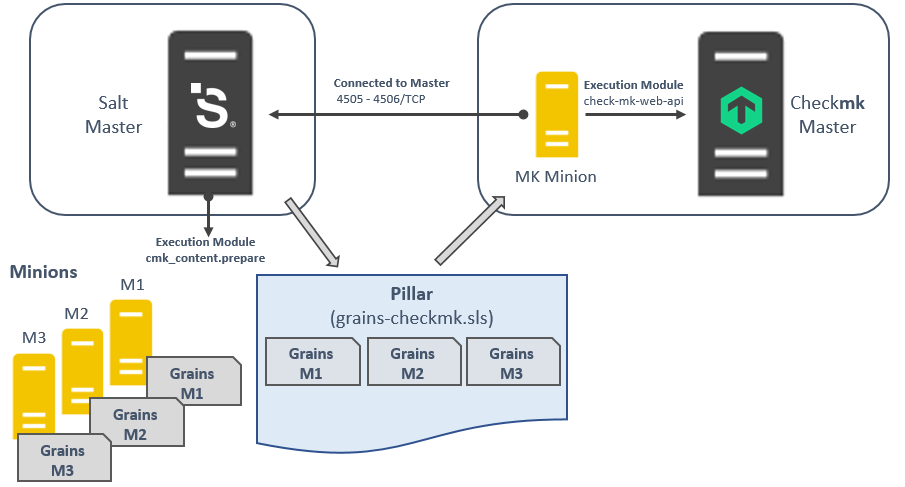 Salt
Master
S
®
Connected to Master
4505 - 4506/TCP
Execution Module
check-mk-web-api
MK Minion
Checkmk
Master
Execution Module
cmk_content.prepare
Minions
M1
M2
M3
Grains
M1
Grains
M2
Grains
M3
Pillar
(grains-checkmk.sls)
Grains
M1
Grains
M2
Grains
M3